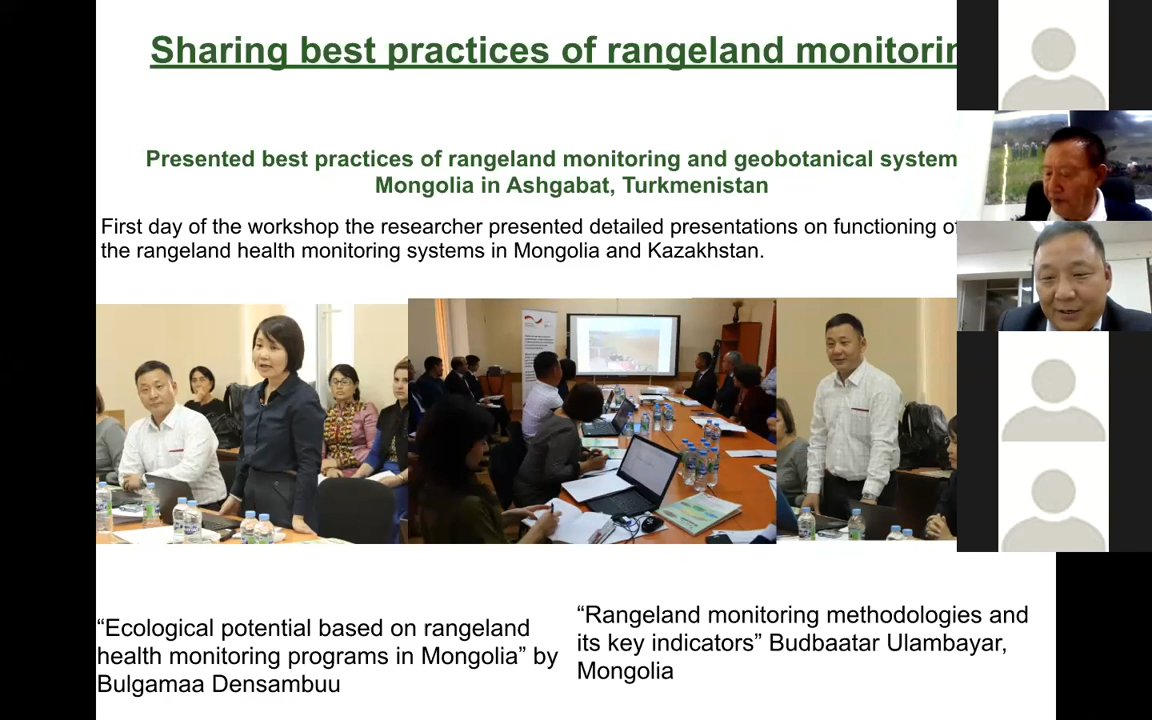 Sharing best practices of rangeland monitorin
Presented best practices of rangeland monitoring and geobotanical system
Mongolia in Ashgabat, Turkmenistan
First day of the workshop the researcher presented detailed presentations on functioning of
the rangeland health monitoring systems in Mongolia and Kazakhstan.
“Ecological potential based on rangeland
health monitoring programs in Mongolia” by
Bulgamaa Densambuu
“Rangeland monitoring methodologies and
its key indicators” Budbaatar Ulambayar,
Mongolia